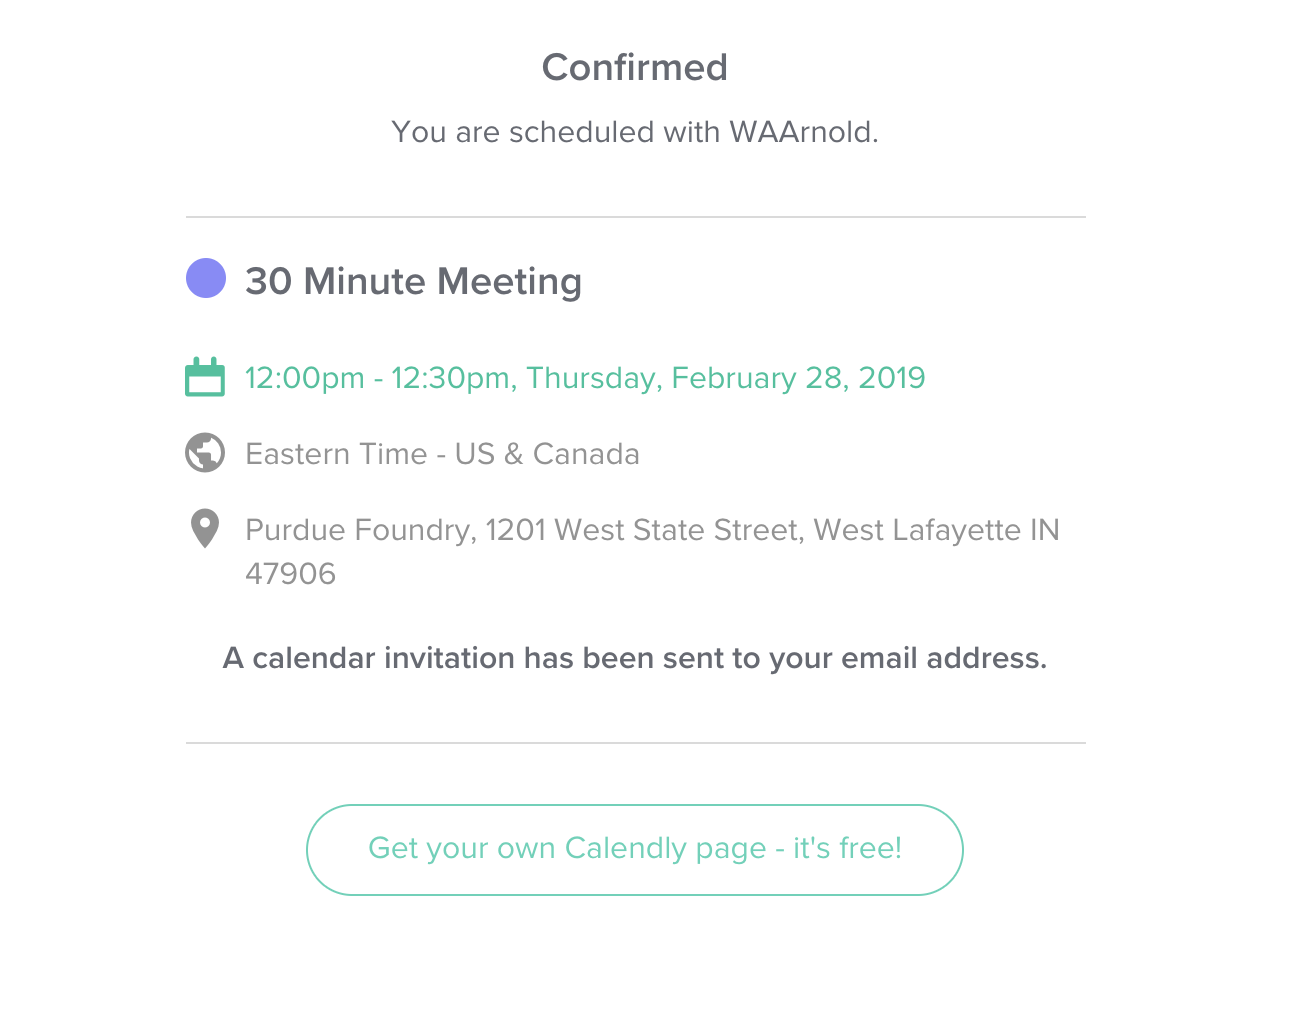 Confirmed
You are scheduled with WAArnold.
30 Minute Meeting
12:00pm - 12:30pm, Thursday, February 28, 2019
Eastern Time - US & Canada
Purdue Foundry, 1201 West State Street, West Lafayette IN
47906
A calendar invitation has been sent to your email address.
Get your own Calendly page - it's free!